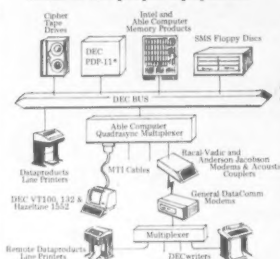 Cipher
Tape
Drives
DEC
PDP-11*
Intel and
Able Computer
Memory Products
SMS Floppy Discs
DEC BUS
Able Computer
Quadrasync Multiplexer
Dataproducts
Line Printers
MTI Cables
Racal-Vadic and
Anderson Jacobson
Modems & Acoustic
Couplers
DEC VT100, 132 &
Hazeltine 1552
General DataComm
Modems
Multiplexer
Remote Dataproducts
Line Printers
DECwriters